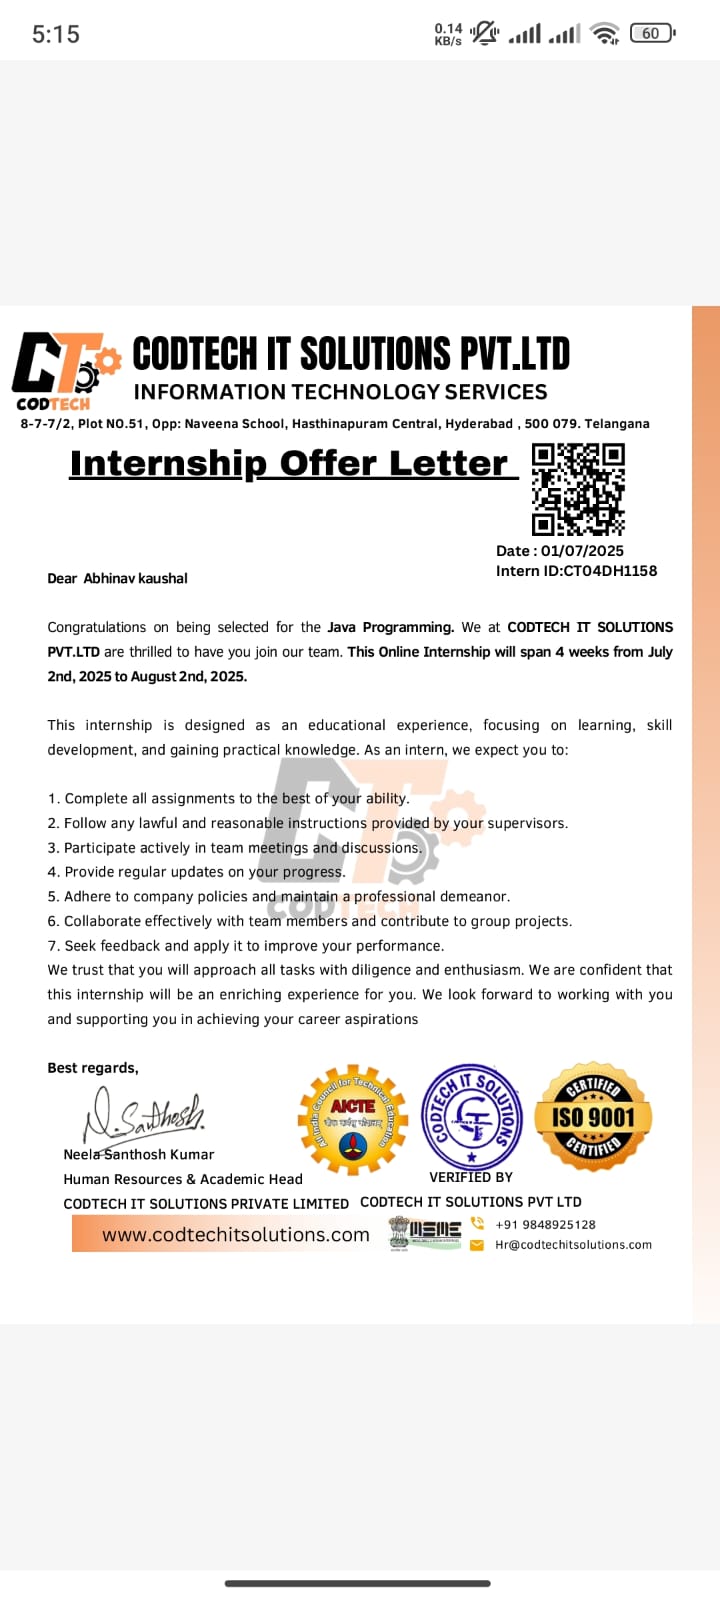 5:15
0.14
KB/s
60
CODTECH IT SOLUTIONS PVT.LTD
INFORMATION TECHNOLOGY SERVICES
CODTECH
8-7-7/2, Plot NO.51, Opp: Naveena School, Hasthinapuram Central, Hyderabad , 500 079. Telangana
Internship Offer Letter
Date : 01/07/2025
Intern ID:CT04DH1158
Dear Abhinav kaushal
Congratulations on being selected for the Java Programming. We at CODTECH IT SOLUTIONS
PVT.LTD are thrilled to have you join our team. This Online Internship will span 4 weeks from July
2nd, 2025 to August 2nd, 2025.
This internship is designed as an educational experience, focusing on learning, skill
development, and gaining practical knowledge. As an intern, we expect you to:
1. Complete all assignments to the best of your ability.
2. Follow any lawful and reasonable instructions provided by your supervisors.
3. Participate actively in team meetings and discussions.
4. Provide regular updates on your progress.
5. Adhere to company policies and maintain a professional demeanor.
CODTECH
6. Collaborate effectively with team members and contribute to group projects.
7. Seek feedback and apply it to improve your performance.
We trust that you will approach all tasks with diligence and enthusiasm. We are confident that
this internship will be an enriching experience for you. We look forward to working with you
and supporting you in achieving your career aspirations
Best regards,
N.Santhosh.
Neela Santhosh Kumar
Human Resources & Academic Head
CODTECH IT SOLUTIONS PRIVATE LIMITED
All India Council for Technical Education
AICTE
CODTECH IT SOLUTIONS
VERIFIED BY
CODTECH IT SOLUTIONS PVT LTD
CERTIFIED
ISO 9001
CERTIFIED
www.codtechitsolutions.com
MSME
+91 9848925128
Hr@codtechitsolutions.com